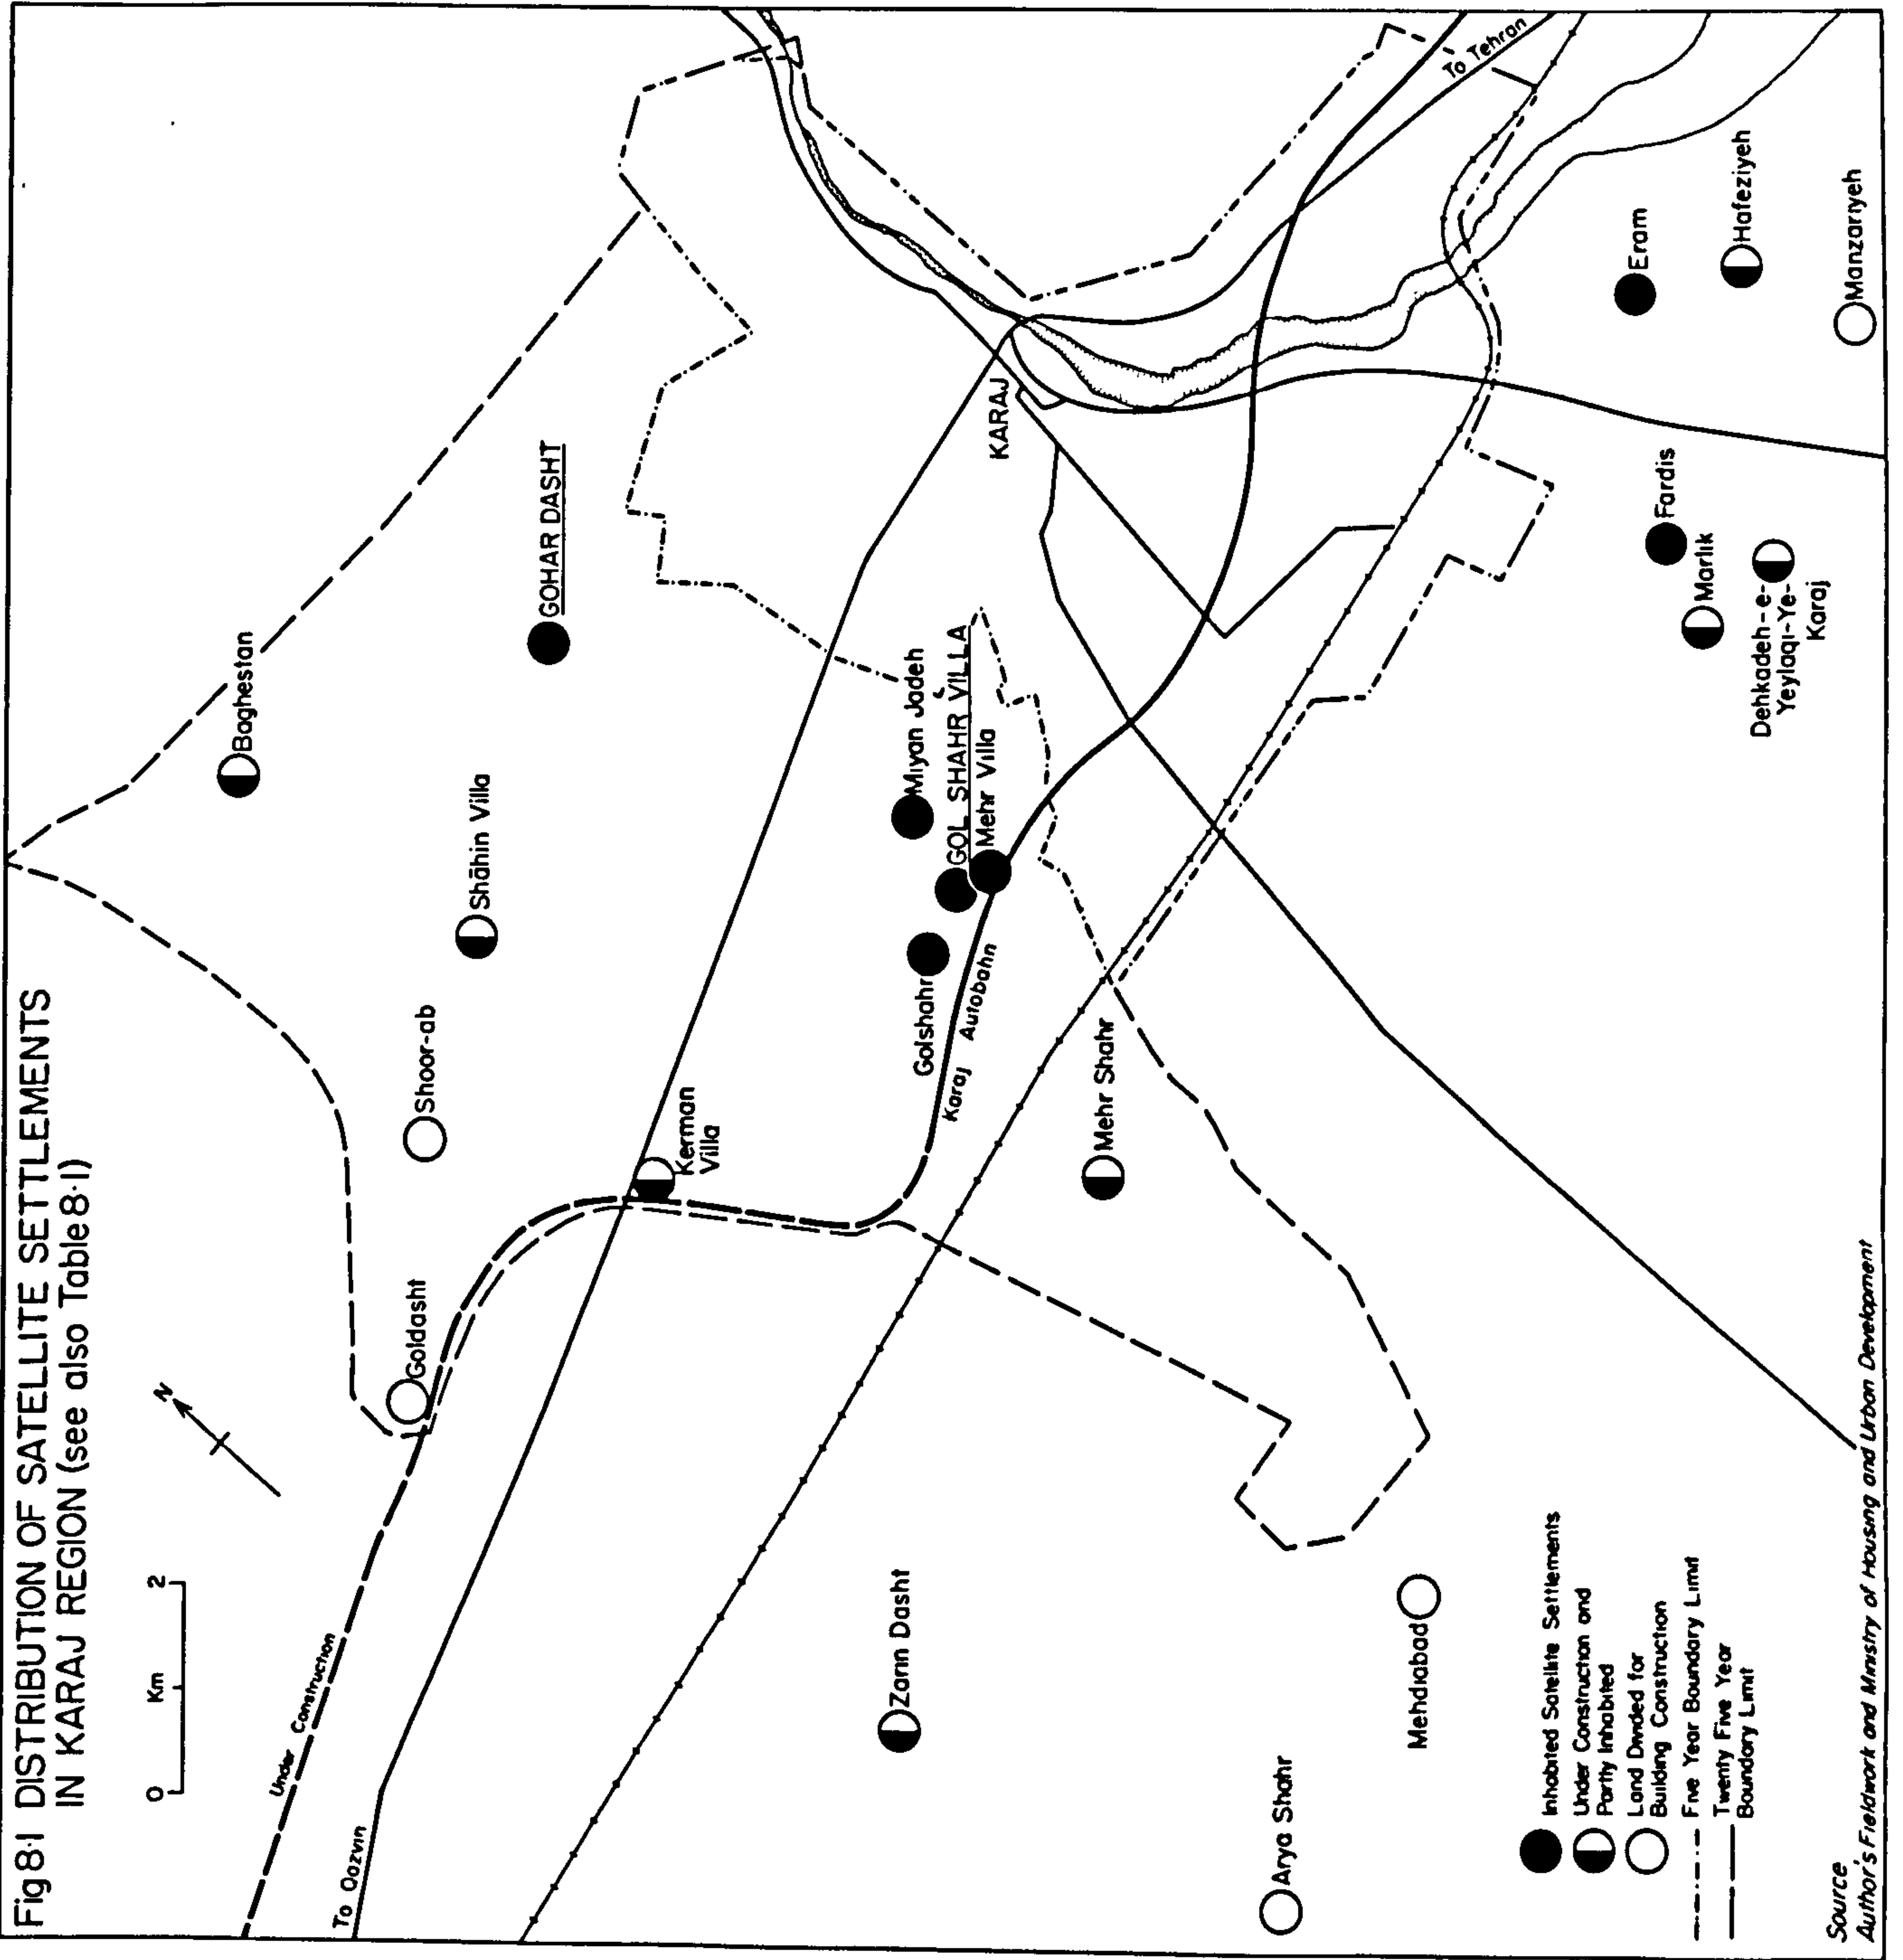 Fig 8·1 DISTRIBUTION OF SATELLITE SETTLEMENTS
IN KARAJ REGION (see also Table 8·1)
0 Km 2
N
Under Construction
To Qazvin
Goldasht
Shoor-ab
Shāhin Villa
Baghestan
GOHAR DASHT
Kerman
Villa
Golshahr
Karaj Autobahn
Miyan Jadeh
GOL SHAHR VILLA
Mehr Villa
KARAJ
To Tehran
Mehr Shahr
Zarin Dasht
Arya Shahr
Mehdiabad
Eram
Hafeziyeh
Manzariyeh
Fardis
Marlik
Dehkadeh-e-
Yeylaqi-Ye-
Karaj
Inhabited Satellite Settlements
Under Construction and
Partly Inhabited
Land Divided for
Building Construction
Five Year Boundary Limit
Twenty Five Year
Boundary Limit
Source
Author's Fieldwork and Ministry of Housing and Urban Development